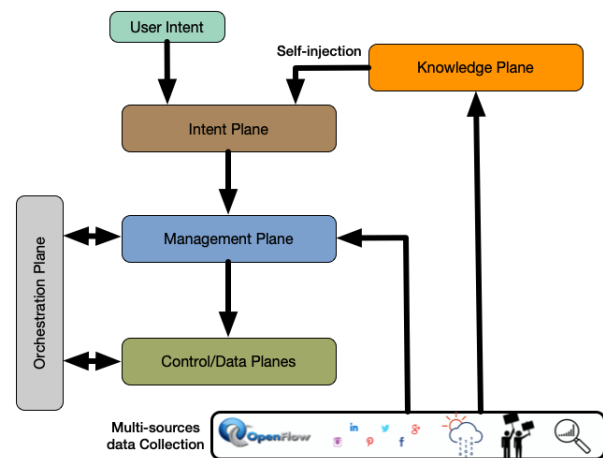 User Intent
Self-injection
Knowledge Plane
Intent Plane
Orchestration Plane
Management Plane
Control/Data Planes
Multi-sources
data Collection
OpenFlow
in
g+
f